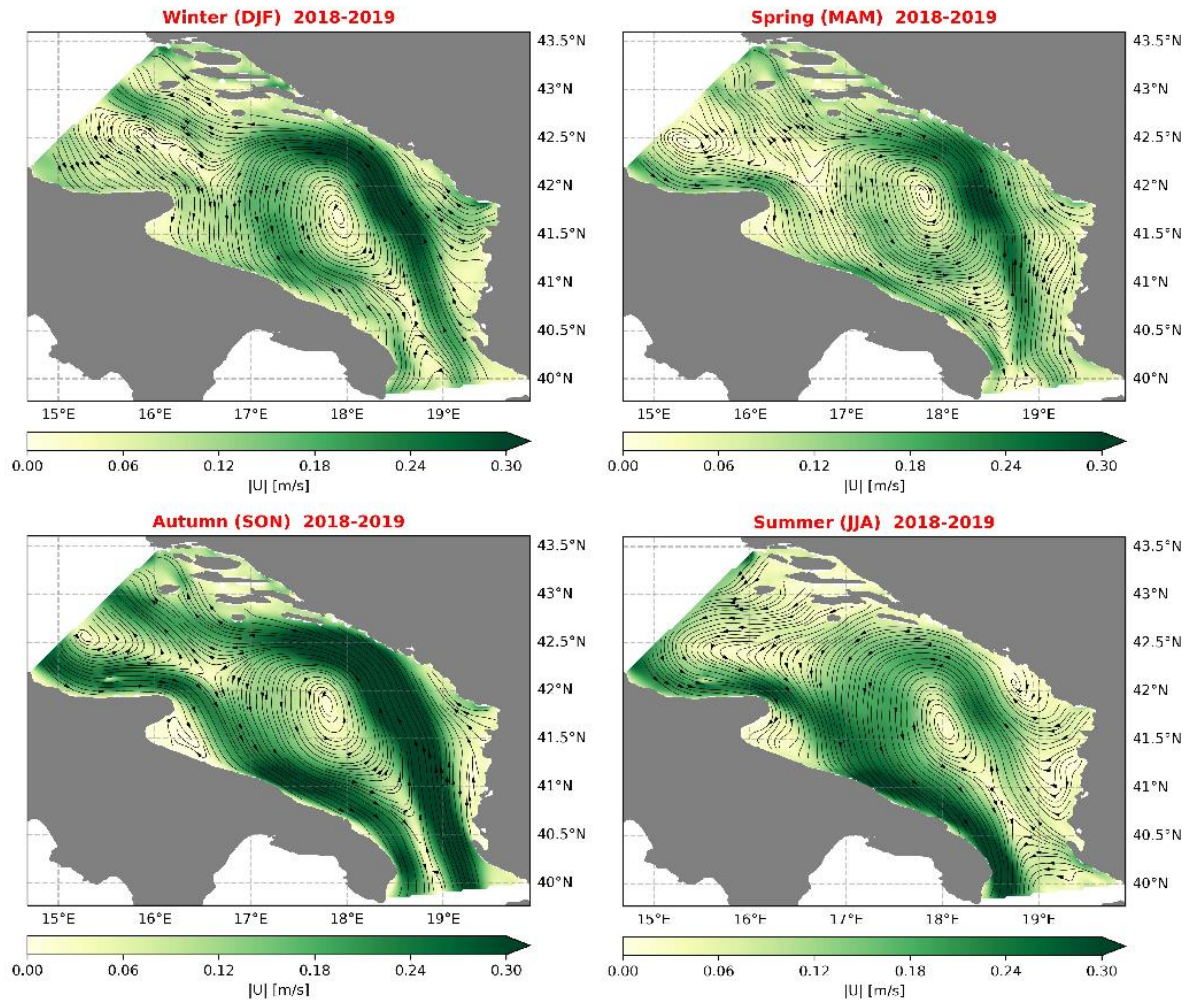 Winter (DJF) 2018-2019
43.5°N
43°N
42.5°N
42°N
41.5°N
41°N
40.5°N
40°N
15°E 16°E 17°E 18°E 19°E
0.00 0.06 0.12 0.18 0.24 0.30
|U| [m/s]
Spring (MAM) 2018-2019
43.5°N
43°N
42.5°N
42°N
41.5°N
41°N
40.5°N
40°N
15°E 16°E 17°E 18°E 19°E
0.00 0.06 0.12 0.18 0.24 0.30
|U| [m/s]
Autumn (SON) 2018-2019
43.5°N
43°N
42.5°N
42°N
41.5°N
41°N
40.5°N
40°N
15°E 16°E 17°E 18°E 19°E
0.00 0.06 0.12 0.18 0.24 0.30
|U| [m/s]
Summer (JJA) 2018-2019
43.5°N
43°N
42.5°N
42°N
41.5°N
41°N
40.5°N
40°N
15°E 16°E 17°E 18°E 19°E
0.00 0.06 0.12 0.18 0.24 0.30
|U| [m/s]